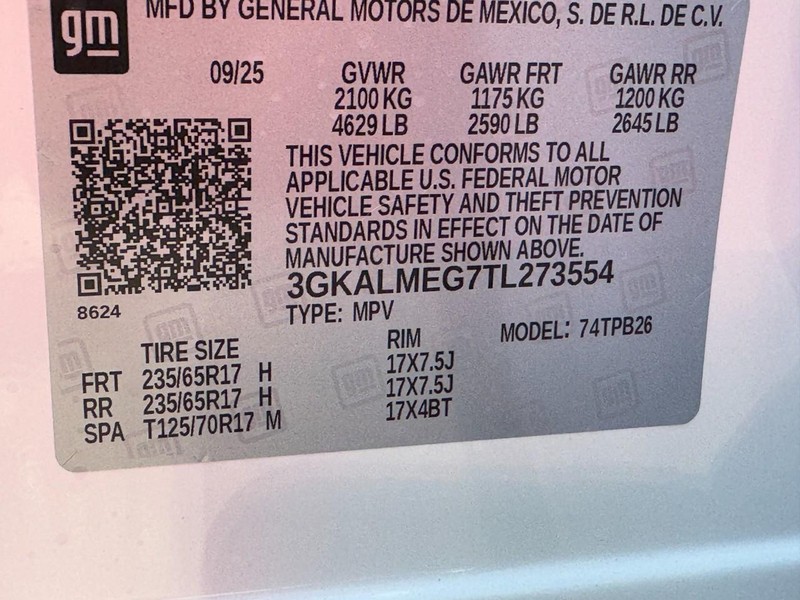 gm
MFD BY GENERAL MOTORS DE MEXICO, S. DE R.L. DE C.V.
09/25 GVWR GAWR FRT GAWR RR
2100 KG 1175 KG 1200 KG
4629 LB 2590 LB 2645 LB
THIS VEHICLE CONFORMS TO ALL
APPLICABLE U.S. FEDERAL MOTOR
VEHICLE SAFETY AND THEFT PREVENTION
STANDARDS IN EFFECT ON THE DATE OF
MANUFACTURE SHOWN ABOVE.
3GKALMEG7TL273554
8624
TYPE: MPV MODEL: 74TPB26
TIRE SIZE RIM
FRT 235/65R17 H 17X7.5J
RR 235/65R17 H 17X7.5J
SPA T125/70R17 M 17X4BT